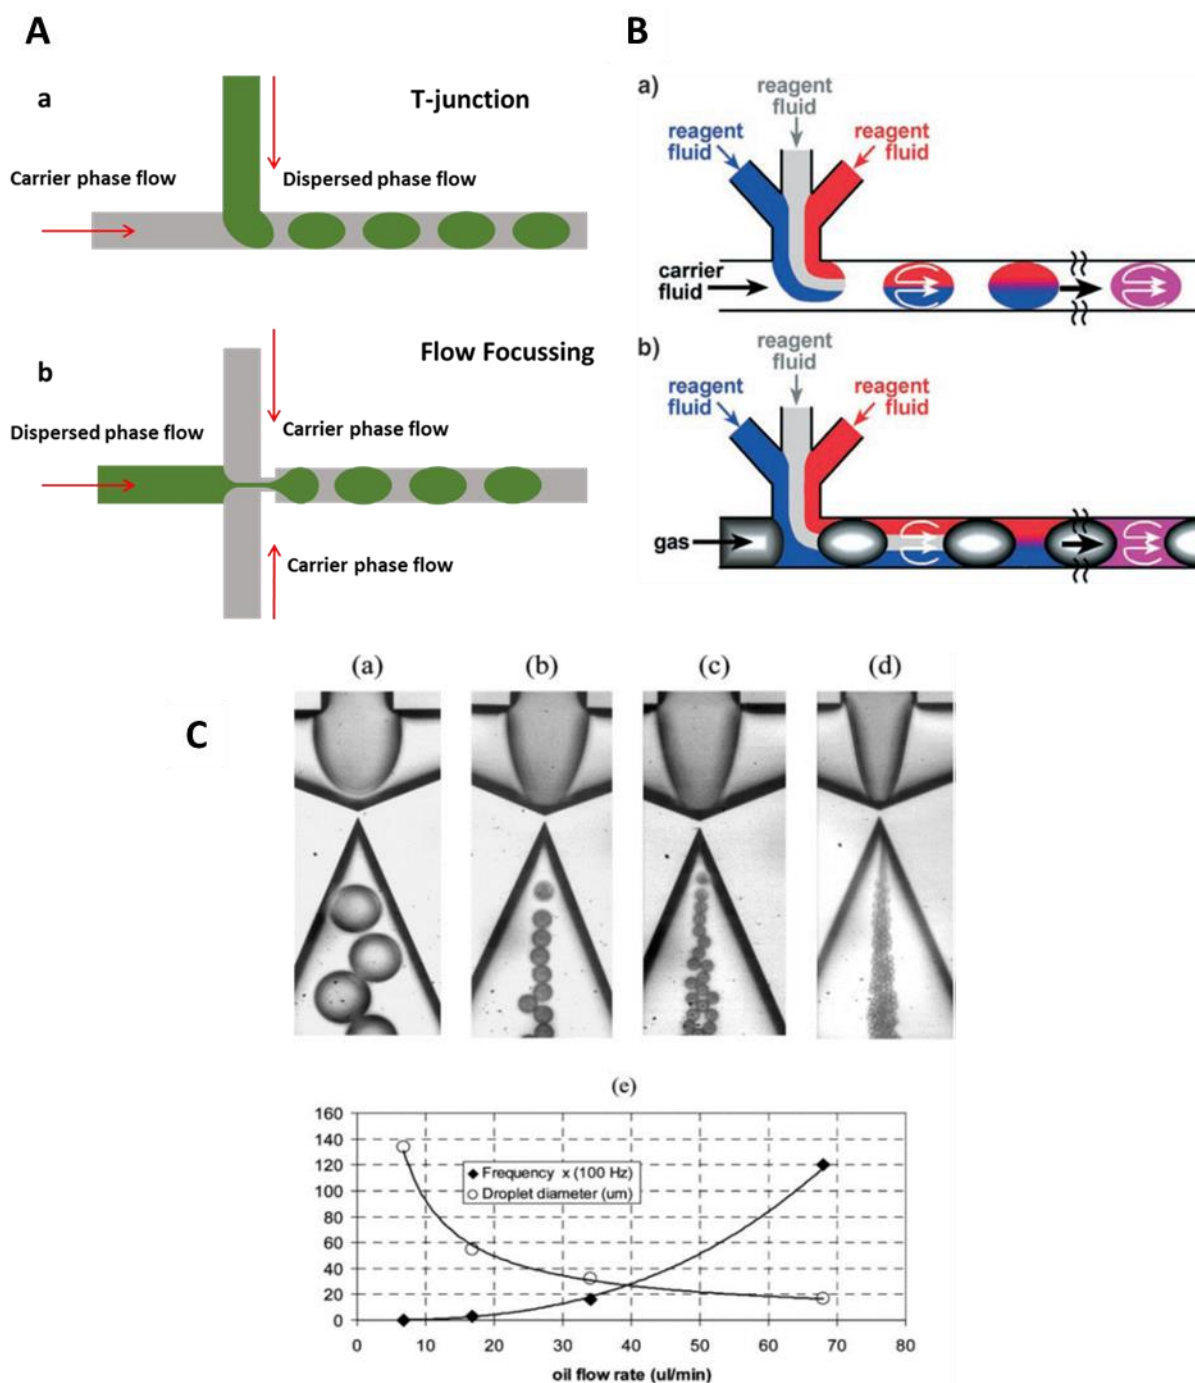 A
a
T-junction
Carrier phase flow
Dispersed phase flow
Flow Focussing
b
Dispersed phase flow
Carrier phase flow
Carrier phase flow
B
a)
reagent
fluid
reagent
fluid
reagent
fluid
carrier
fluid
b)
reagent
fluid
reagent
fluid
reagent
fluid
gas
C
(a) (b) (c) (d)
(e)
160
140
120
100
80
60
40
20
0
Frequency x (100 Hz)
Droplet diameter (um)
0 10 20 30 40 50 60 70 80
oil flow rate (ul/min)